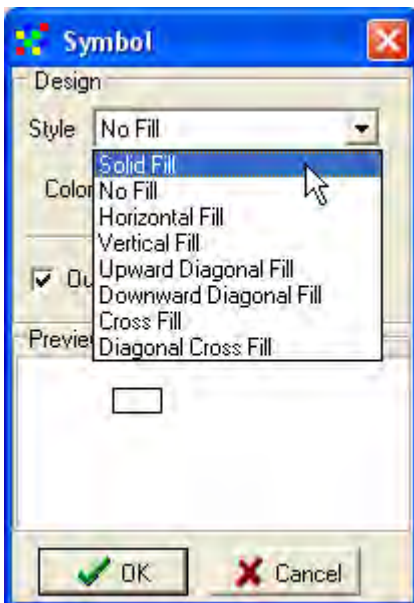 Symbol
Design
Style No Fill
Solid Fill
Color
No Fill
Horizontal Fill
Vertical Fill
Upward Diagonal Fill
Downward Diagonal Fill
Cross Fill
Diagonal Cross Fill
OK Cancel